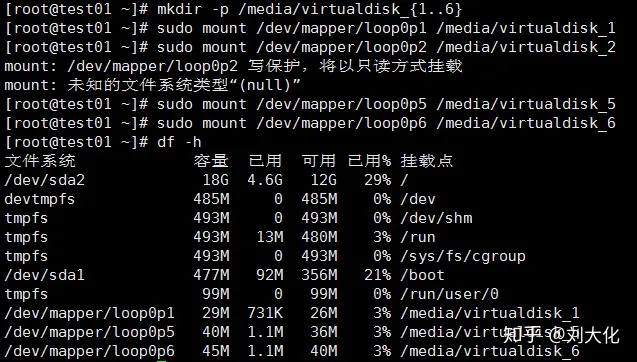 [root@test01 ~]# mkdir -p /media/virtualdisk_{1..6}
[root@test01 ~]# sudo mount /dev/mapper/loop0p1 /media/virtualdisk_1
[root@test01 ~]# sudo mount /dev/mapper/loop0p2 /media/virtualdisk_2
mount: /dev/mapper/loop0p2 写保护，将以只读方式挂载
mount: 未知的文件系统类型“(null)”
[root@test01 ~]# sudo mount /dev/mapper/loop0p5 /media/virtualdisk_5
[root@test01 ~]# sudo mount /dev/mapper/loop0p6 /media/virtualdisk_6
[root@test01 ~]# df -h
文件系统 容量 已用 可用 已用% 挂载点
/dev/sda2 18G 4.6G 12G 29% /
devtmpfs 485M 0 485M 0% /dev
tmpfs 493M 0 493M 0% /dev/shm
tmpfs 493M 13M 480M 3% /run
tmpfs 493M 0 493M 0% /sys/fs/cgroup
/dev/sda1 477M 92M 356M 21% /boot
tmpfs 99M 0 99M 0% /run/user/0
/dev/mapper/loop0p1 29M 731K 26M 3% /media/virtualdisk_1
/dev/mapper/loop0p5 40M 1.1M 36M 3% /media/virtualdisk_5
/dev/mapper/loop0p6 45M 1.1M 40M 3% /media/virtualdisk_6
知乎 @刘大化